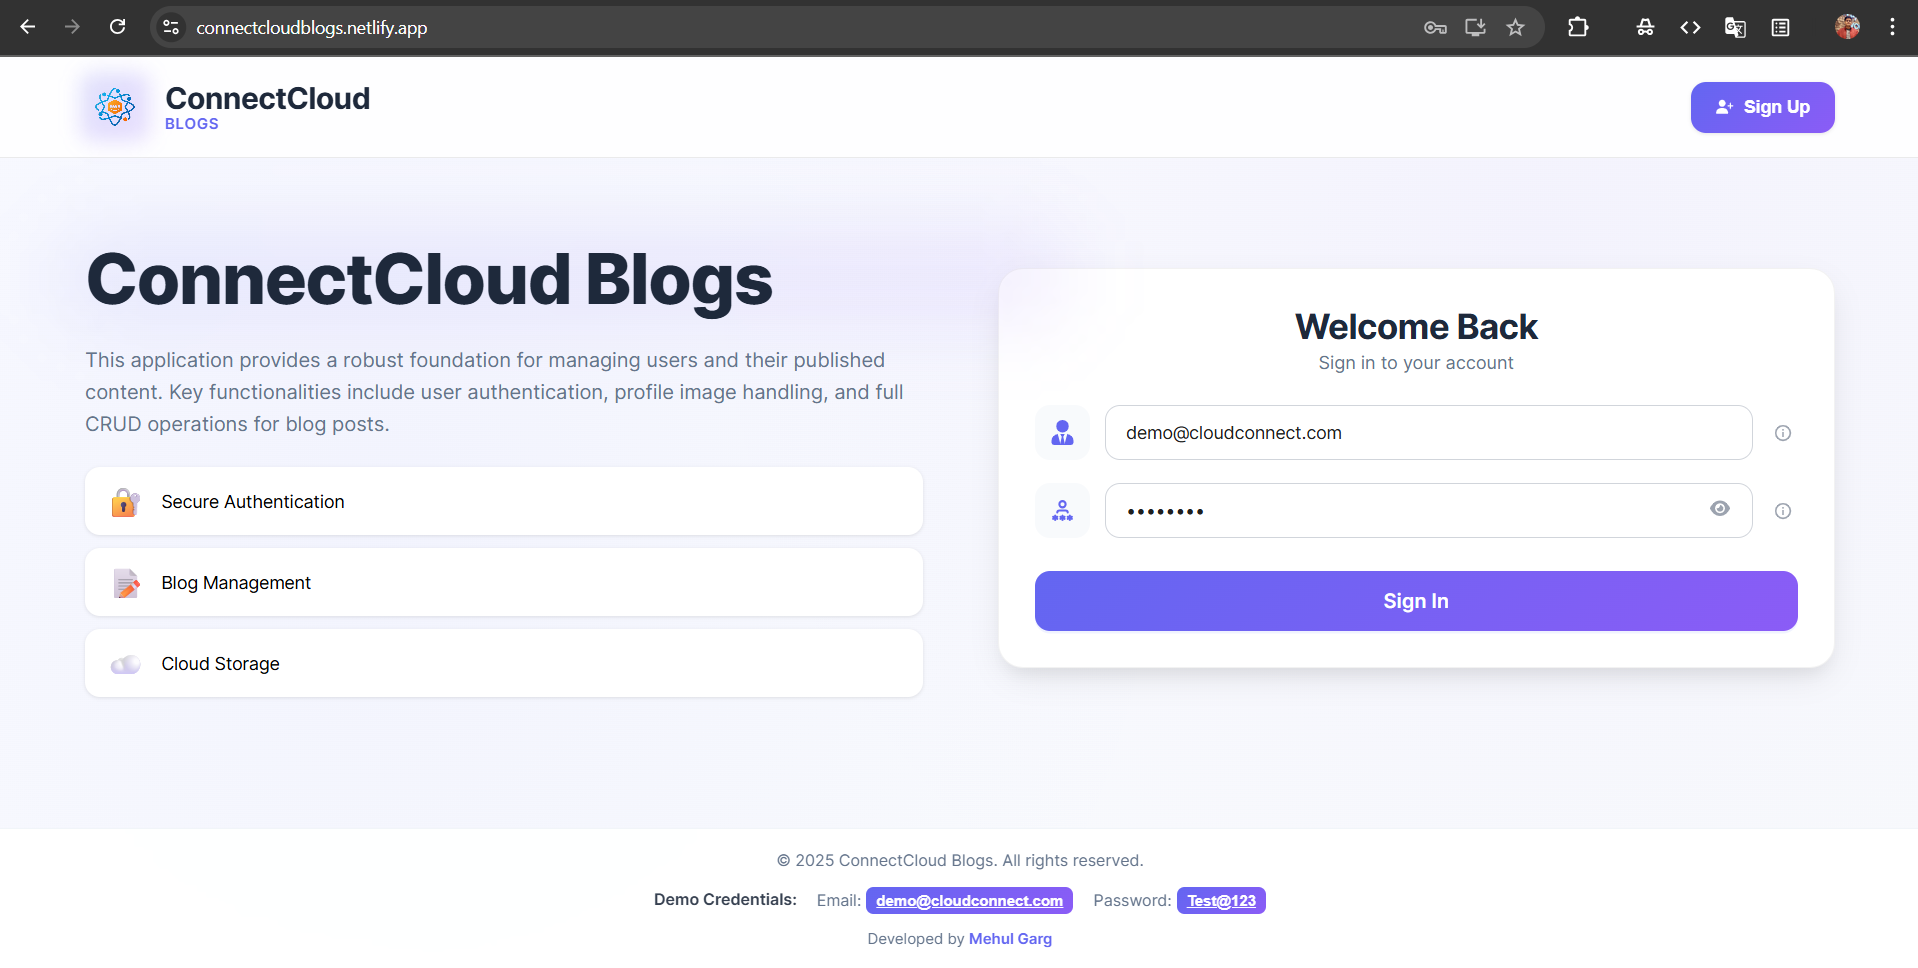 connectcloudblogs.netlify.app
ConnectCloud
BLOGS
Sign Up
ConnectCloud Blogs
This application provides a robust foundation for managing users and their published
content. Key functionalities include user authentication, profile image handling, and full
CRUD operations for blog posts.
Secure Authentication
Blog Management
Cloud Storage
Welcome Back
Sign in to your account
demo@cloudconnect.com
••••••••
Sign In
© 2025 ConnectCloud Blogs. All rights reserved.
Demo Credentials: Email: demo@cloudconnect.com Password: Test@123
Developed by Mehul Garg